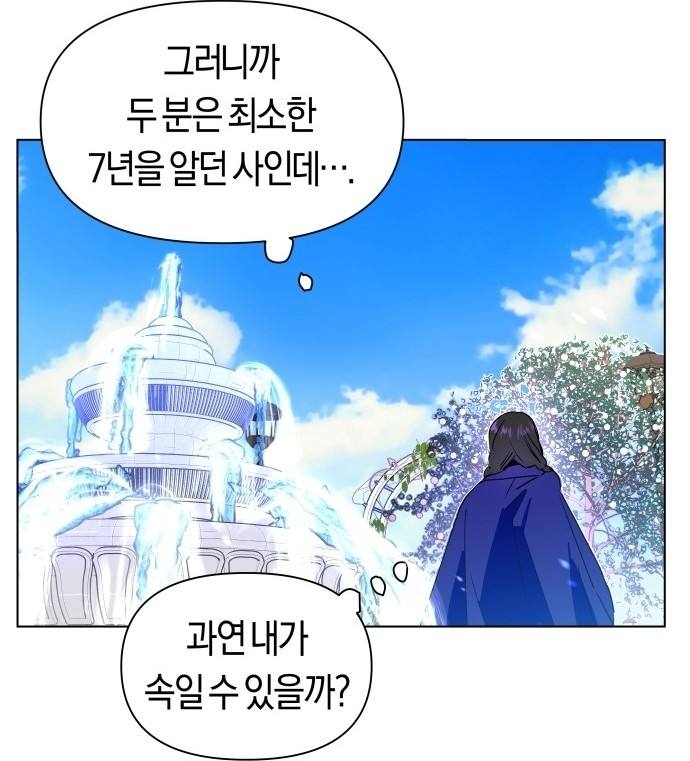 그러니까
두 분은 최소한
7년을 알던 사인데….
과연 내가
속일 수 있을까?